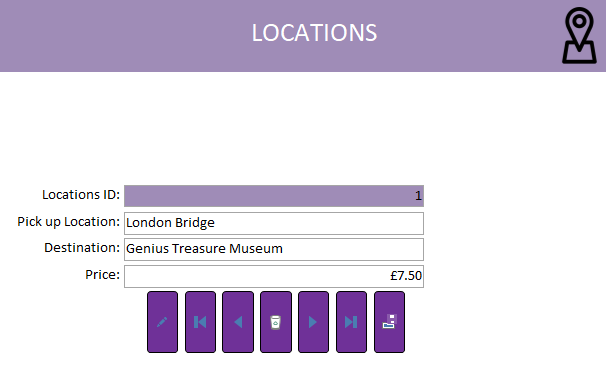 LOCATIONS
Locations ID: 1
Pick up Location: London Bridge
Destination: Genius Treasure Museum
Price: £7.50